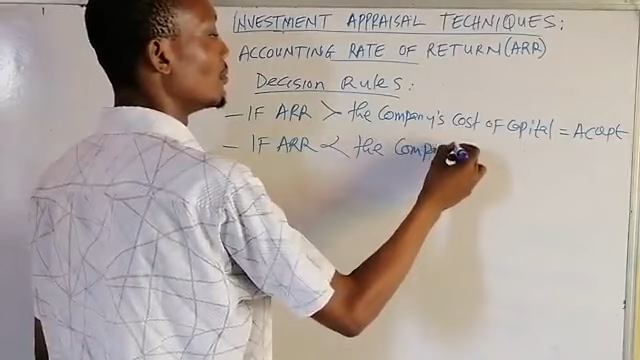 INVESTMENT APPRAISAL TECHNIQUES:
ACCOUNTING RATE OF RETURN (ARR)
Decision Rules:
- IF ARR > the Company's Cost of Capital = Accept
- IF ARR < the Comp